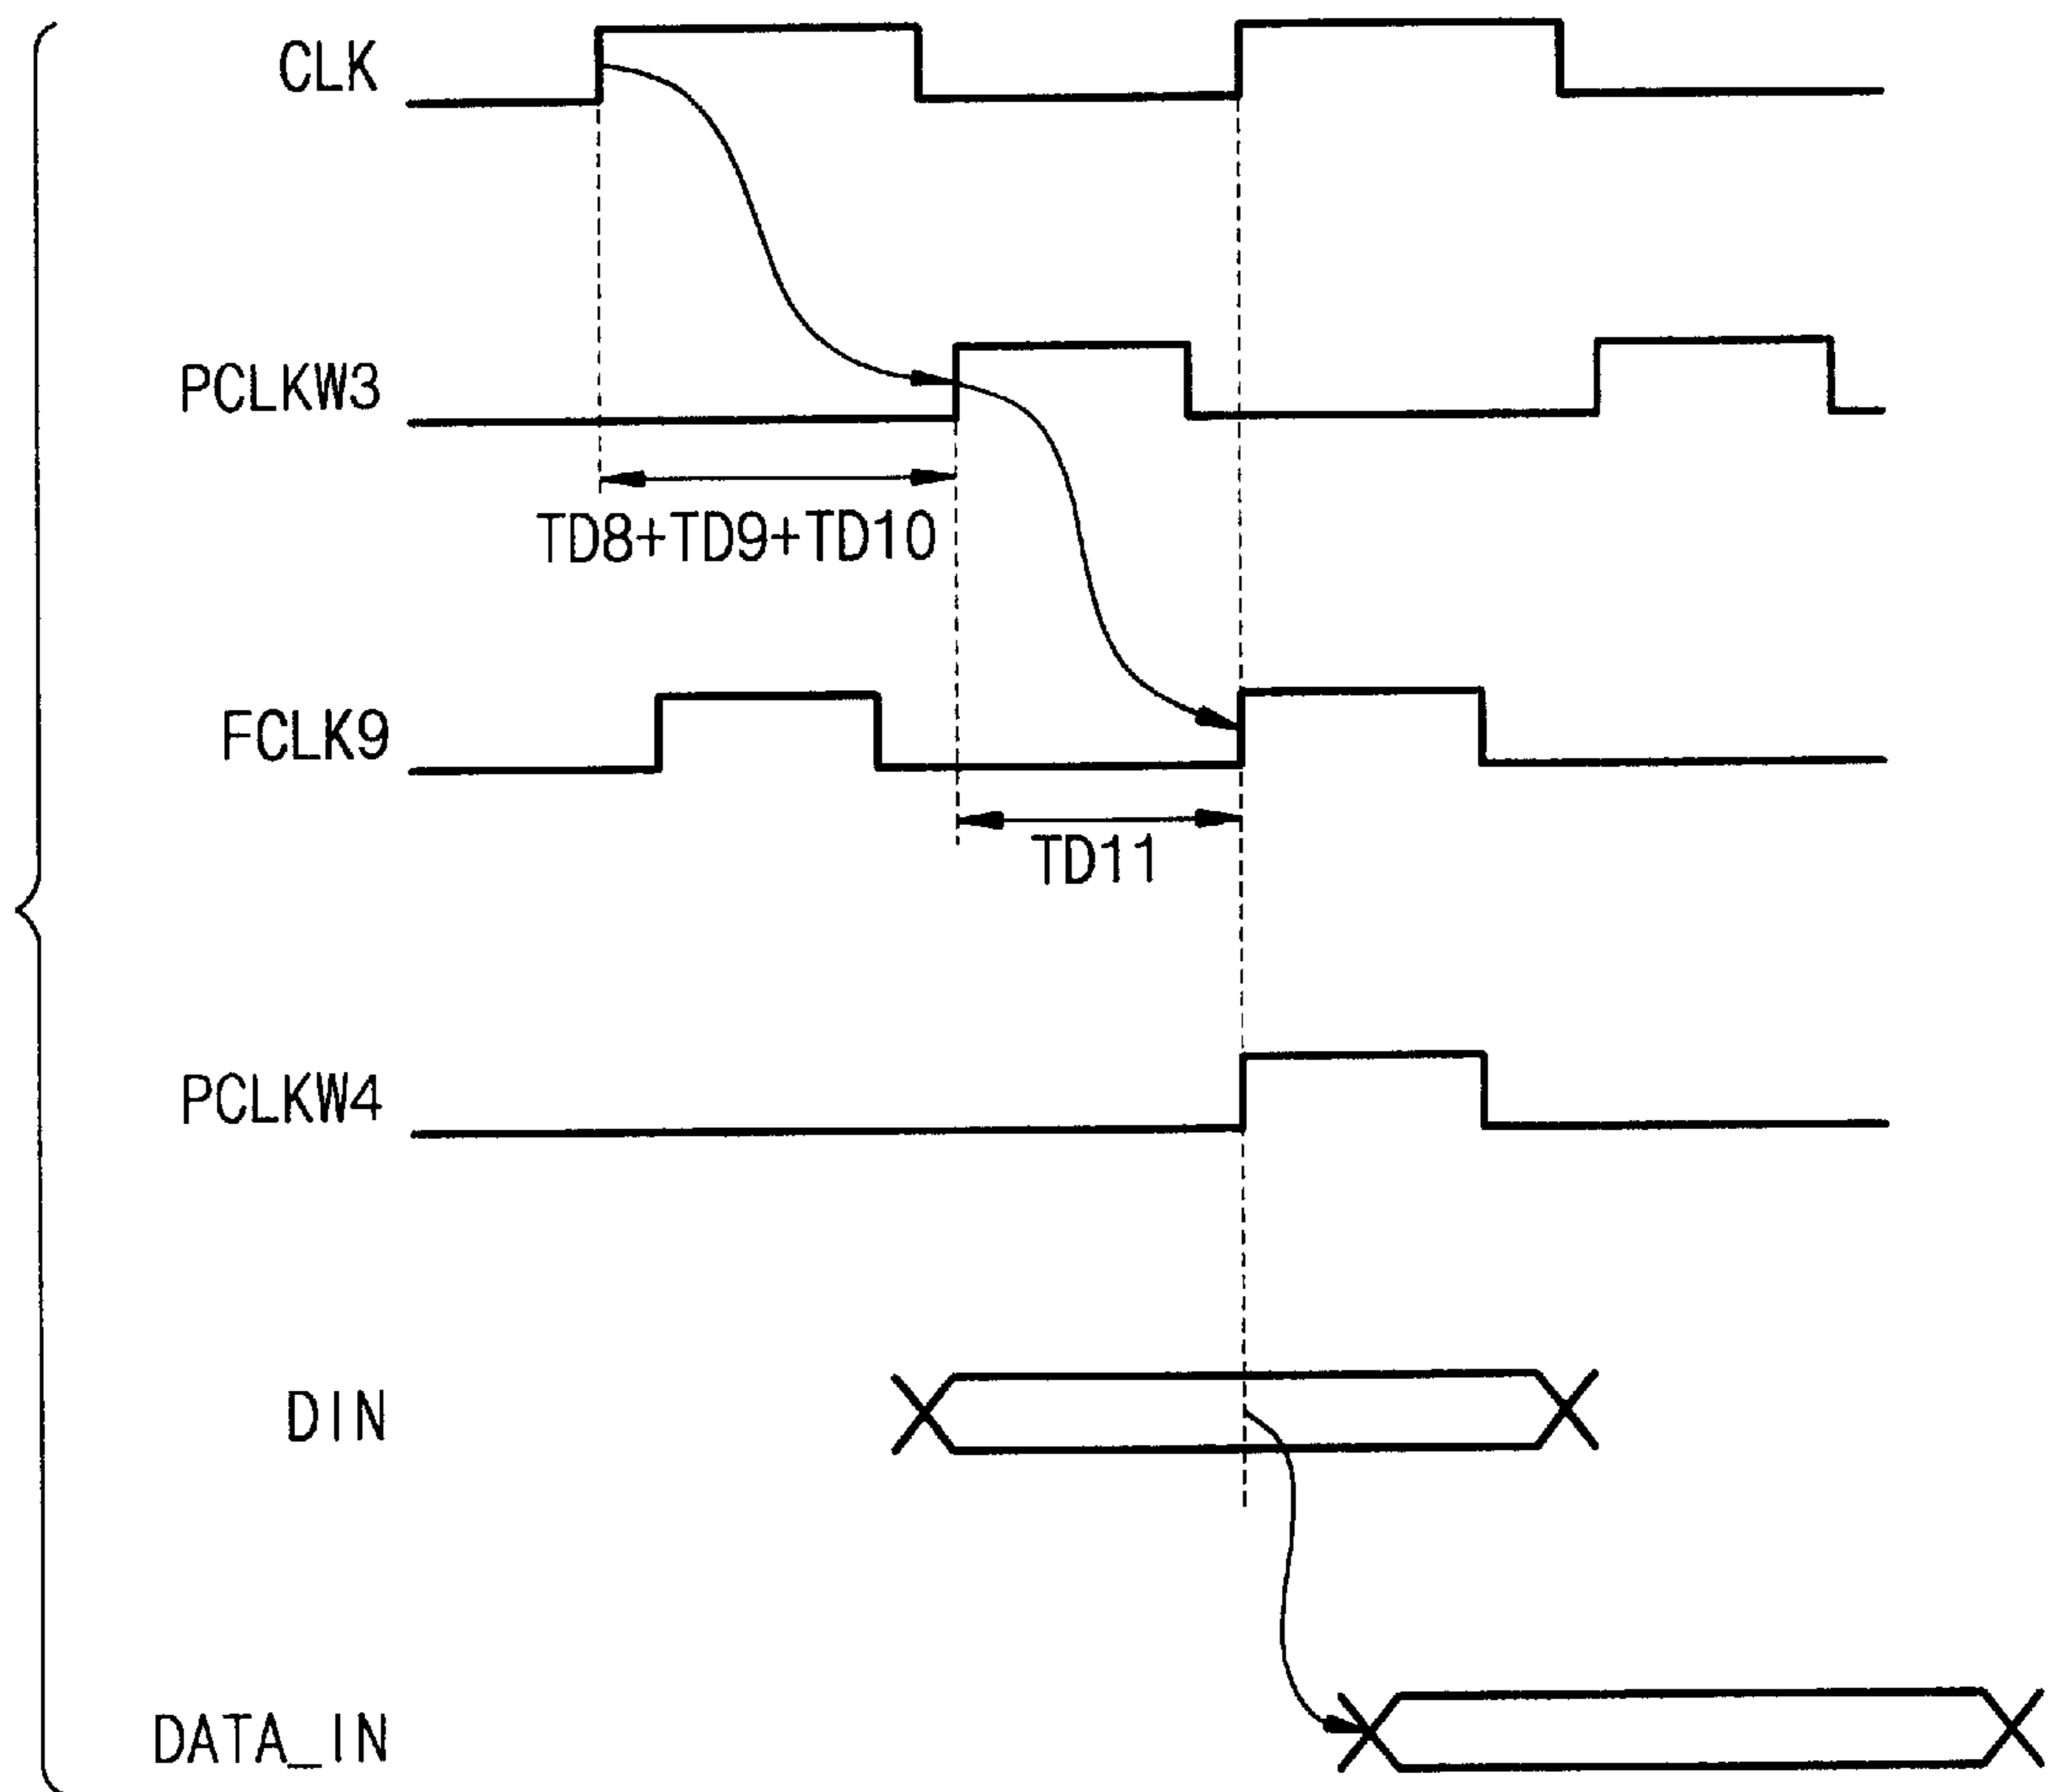 CLK
PCLKW3
TD8+TD9+TD10
FCLK9
TD11
PCLKW4
DIN
DATA_IN